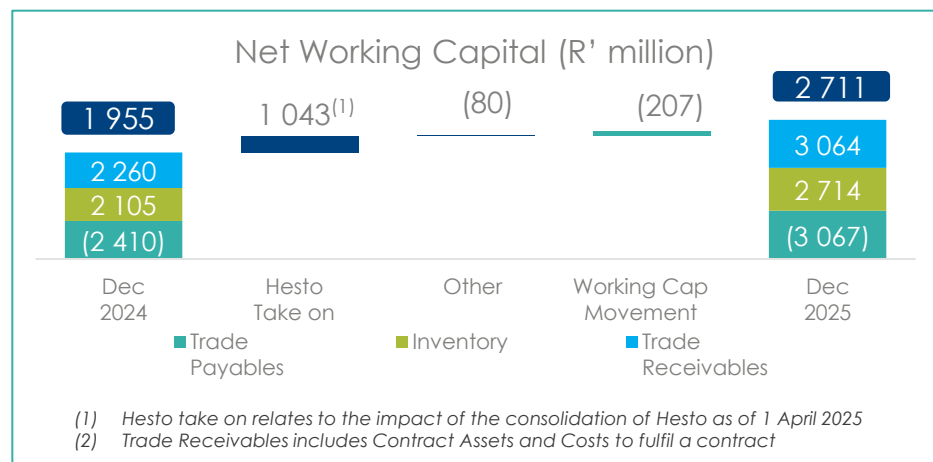 Net Working Capital (R' million)
1 955
1 043(1)
(80)
(207)
2 711
2 260
2 105
(2 410)
3 064
2 714
(3 067)
Dec
2024
Hesto
Take on
Other
Working Cap
Movement
Dec
2025
Trade
Payables
Inventory
Trade
Receivables
(1) Hesto take on relates to the impact of the consolidation of Hesto as of 1 April 2025
(2) Trade Receivables includes Contract Assets and Costs to fulfil a contract